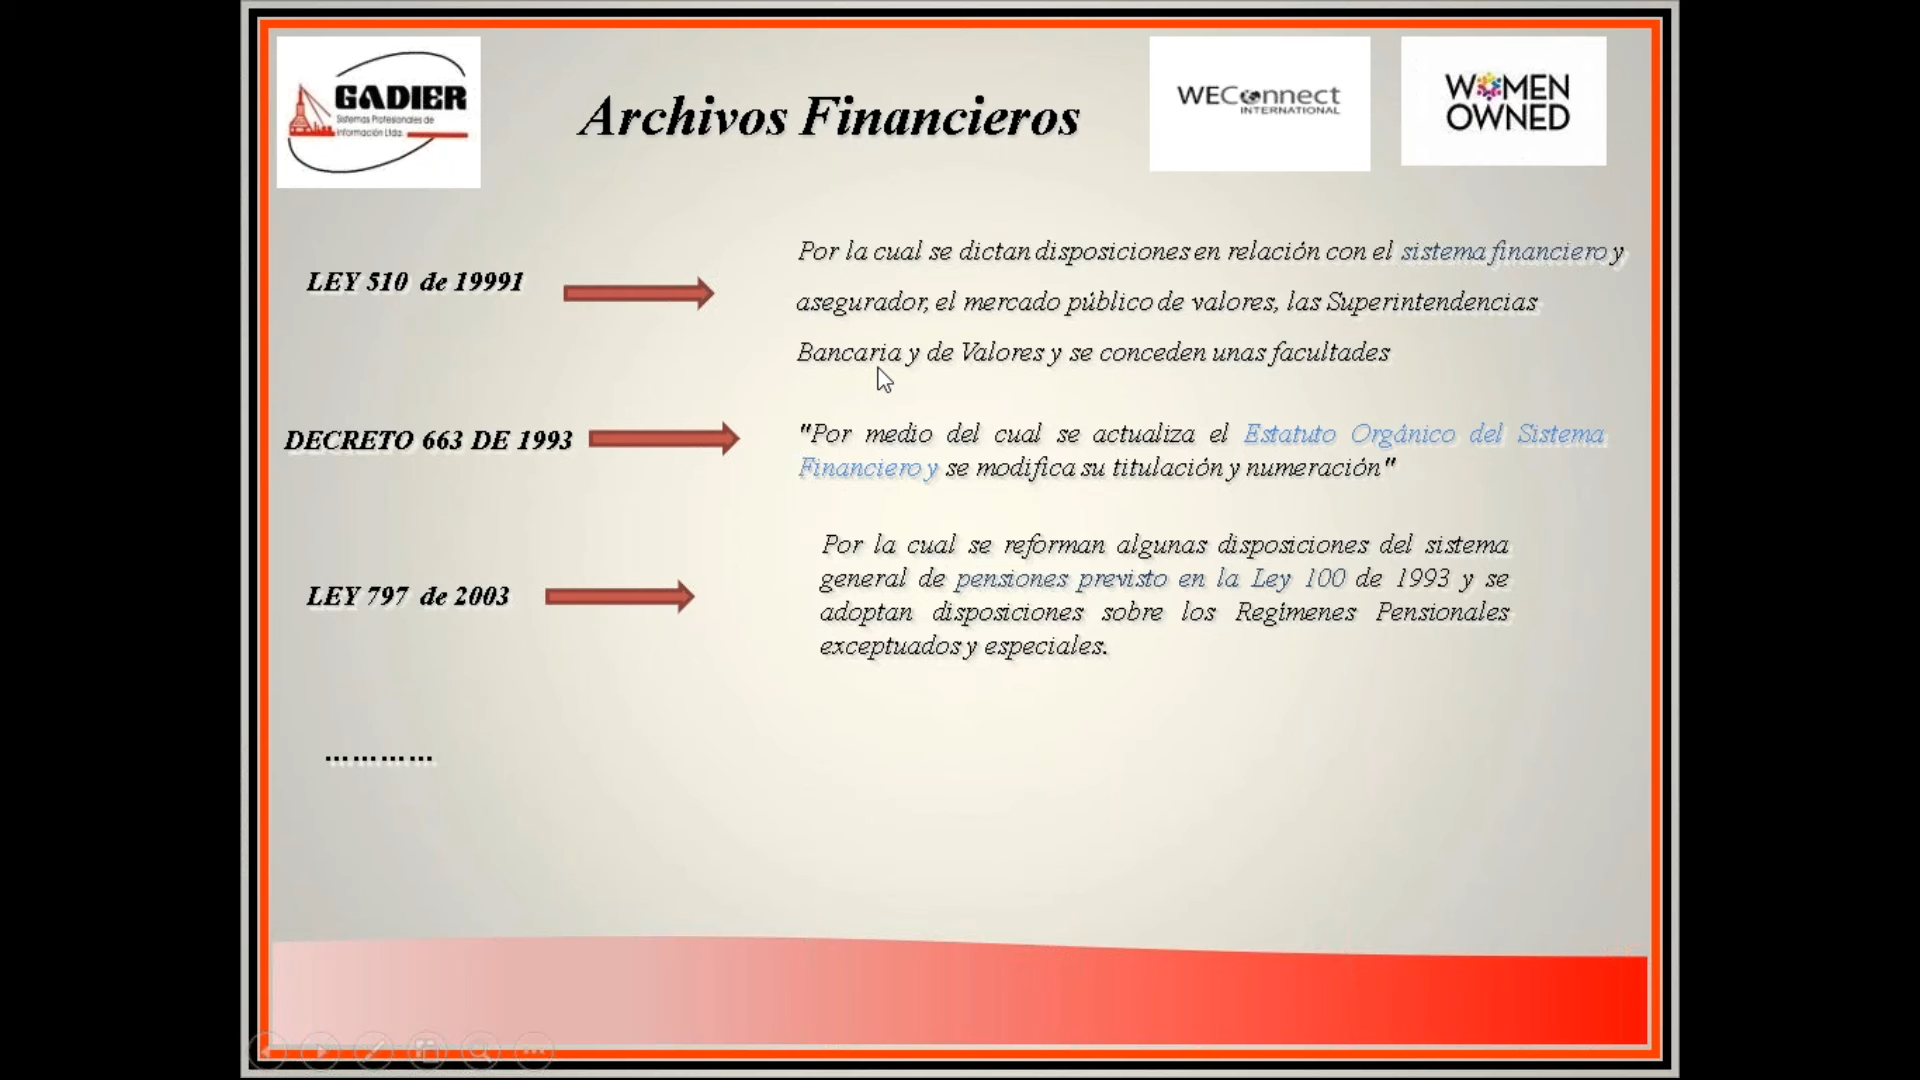 GADIER
Sistemas Profesionales de
Información Ltda.
Archivos Financieros
WEConnect
INTERNATIONAL
WOMEN
OWNED
LEY 510 de 19991
Por la cual se dictan disposiciones en relación con el sistema financiero y
asegurador, el mercado público de valores, las Superintendencias
Bancaria y de Valores y se conceden unas facultades
DECRETO 663 DE 1993
"Por medio del cual se actualiza el Estatuto Orgánico del Sistema
Financiero y se modifica su titulación y numeración"
LEY 797 de 2003
Por la cual se reforman algunas disposiciones del sistema
general de pensiones previsto en la Ley 100 de 1993 y se
adoptan disposiciones sobre los Regímenes Pensionales
exceptuados y especiales.
…………